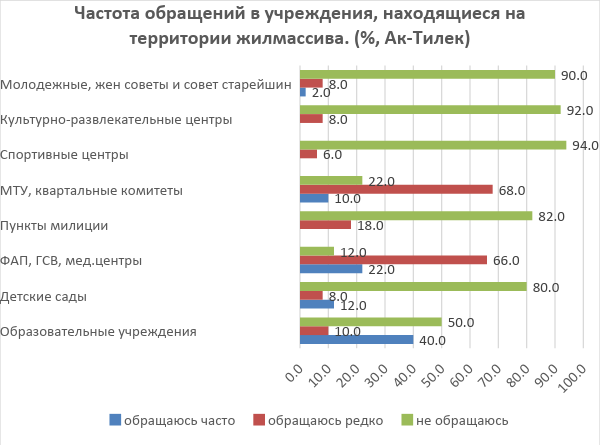 Частота обращений в учреждения, находящиеся на
территории жилмассива. (%, Ак-Тилек)
Молодежные, жен советы и совет старейшин
90.0
8.0
2.0
Культурно-развлекательные центры
92.0
8.0
Спортивные центры
94.0
6.0
МТУ, квартальные комитеты
22.0
68.0
10.0
Пункты милиции
82.0
18.0
ФАП, ГСВ, мед.центры
12.0
66.0
22.0
Детские сады
80.0
8.0
12.0
Образовательные учреждения
50.0
10.0
40.0
0.0 10.0 20.0 30.0 40.0 50.0 60.0 70.0 80.0 90.0 100.0
обращаюсь часто обращаюсь редко не обращаюсь